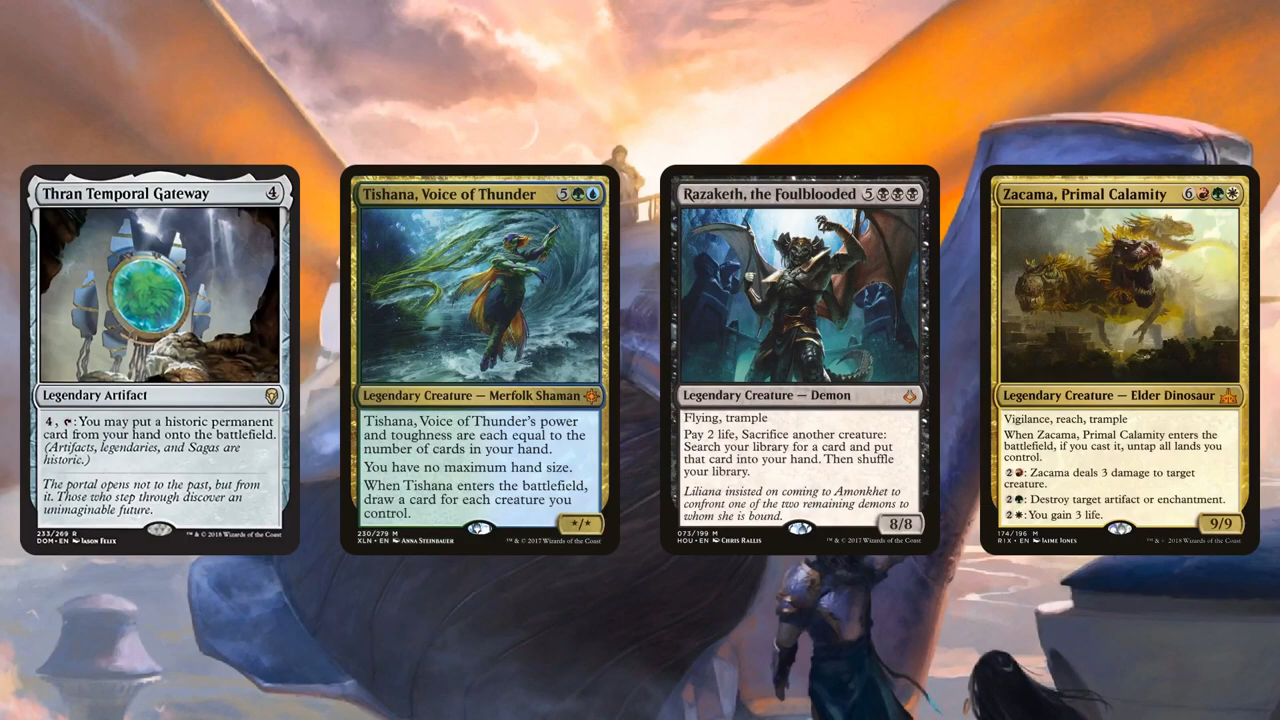 Thran Temporal Gateway 4
Legendary Artifact
4, T: You may put a historic permanent
card from your hand onto the battlefield.
(Artifacts, legendaries, and Sagas are
historic.)
The portal opens not to the past, but from
it. Those who step through discover an
unimaginable future.
233/269 R
DOM • EN Jason Felix
™ & © 2018 Wizards of the Coast
Tishana, Voice of Thunder 5
Legendary Creature — Merfolk Shaman
Tishana, Voice of Thunder's power
and toughness are each equal to the
number of cards in your hand.
You have no maximum hand size.
When Tishana enters the battlefield,
draw a card for each creature you
control.
*/*
230/279 M
XLN • EN Anna Steinbauer
™ & © 2017 Wizards of the Coast
Razaketh, the Foulblooded 5
Legendary Creature — Demon
Flying, trample
Pay 2 life, Sacrifice another creature:
Search your library for a card and put
that card into your hand. Then shuffle
your library.
Liliana insisted on coming to Amonkhet to
confront one of the two remaining demons to
whom she is bound.
8/8
073/199 M
HOU • EN Chris Rallis
™ & © 2017 Wizards of the Coast
Zacama, Primal Calamity 6
Legendary Creature — Elder Dinosaur
Vigilance, reach, trample
When Zacama, Primal Calamity enters the
battlefield, if you cast it, untap all lands you
control.
2: Zacama deals 3 damage to target
creature.
2: Destroy target artifact or enchantment.
2: You gain 3 life.
9/9
174/196 M
RIX • EN Jaime Jones
™ & © 2018 Wizards of the Coast